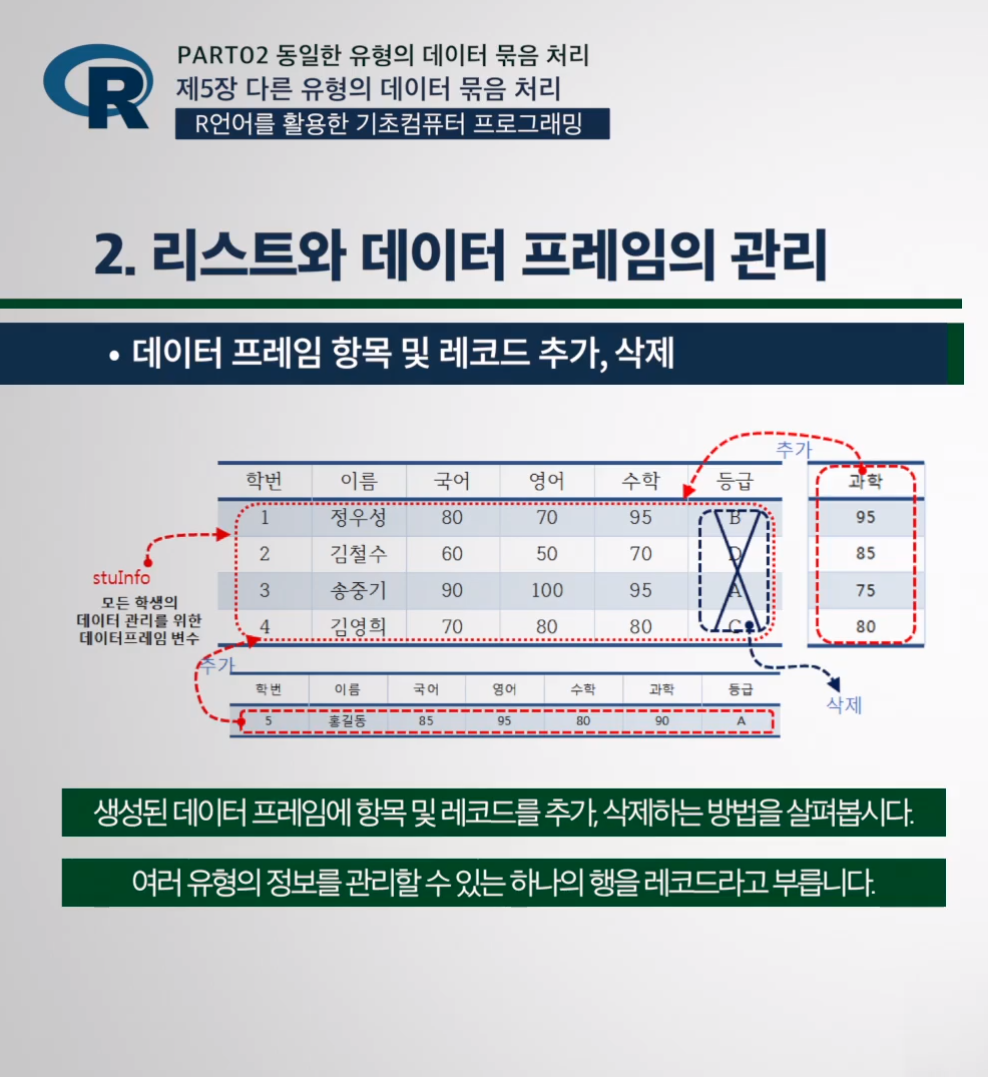 R
PART02 동일한 유형의 데이터 묶음 처리
제5장 다른 유형의 데이터 묶음 처리
R언어를 활용한 기초컴퓨터 프로그래밍
2. 리스트와 데이터 프레임의 관리
• 데이터 프레임 항목 및 레코드 추가, 삭제
추가
학번 이름 국어 영어 수학 등급 과학
1 정우성 80 70 95 B 95
2 김철수 60 50 70 D 85
3 송중기 90 100 95 A 75
4 김영희 70 80 80 C 80
stuInfo
모든 학생의
데이터 관리를 위한
데이터프레임 변수
추가
학번 이름 국어 영어 수학 과학 등급
5 홍길동 85 95 80 90 A
삭제
생성된 데이터 프레임에 항목 및 레코드를 추가, 삭제하는 방법을 살펴봅시다.
여러 유형의 정보를 관리할 수 있는 하나의 행을 레코드라고 부릅니다.